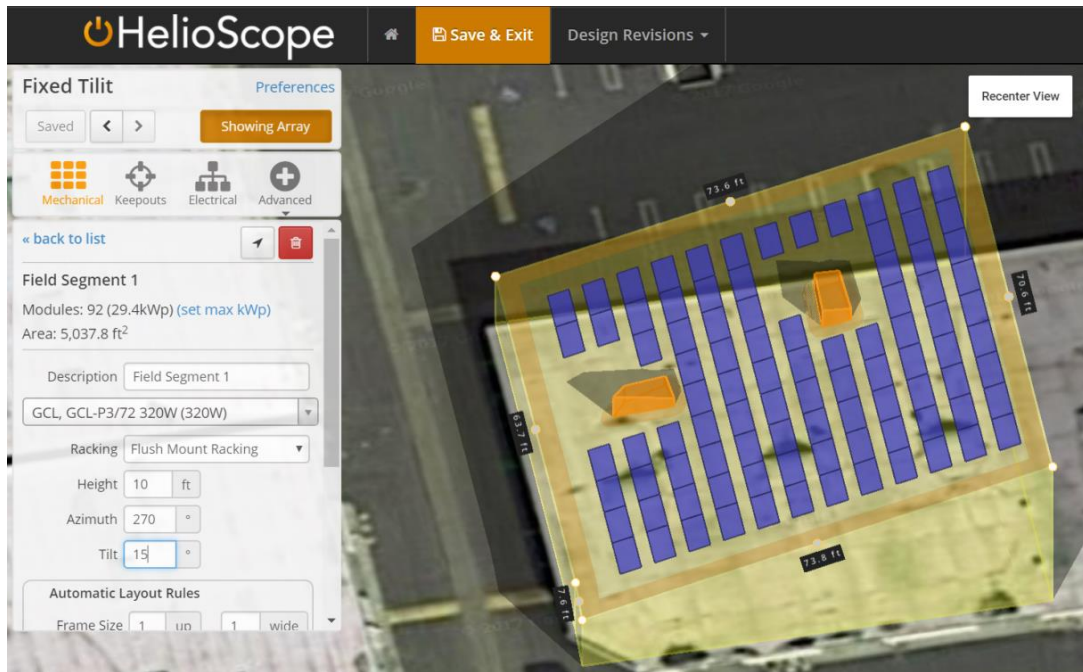 HelioScope
Save & Exit
Design Revisions
Fixed Tilit
Preferences
Saved
Showing Array
Mechanical
Keepouts
Electrical
Advanced
« back to list
Field Segment 1
Modules: 92 (29.4kWp) (set max kWp)
Area: 5,037.8 ft²
Description Field Segment 1
GCL, GCL-P3/72 320W (320W)
Racking Flush Mount Racking
Height 10 ft
Azimuth 270 °
Tilt 15 °
Automatic Layout Rules
Frame Size 1 up 1 wide
Recenter View
73.6 ft
70.6 ft
63.7 ft
73.8 ft
7.6 ft